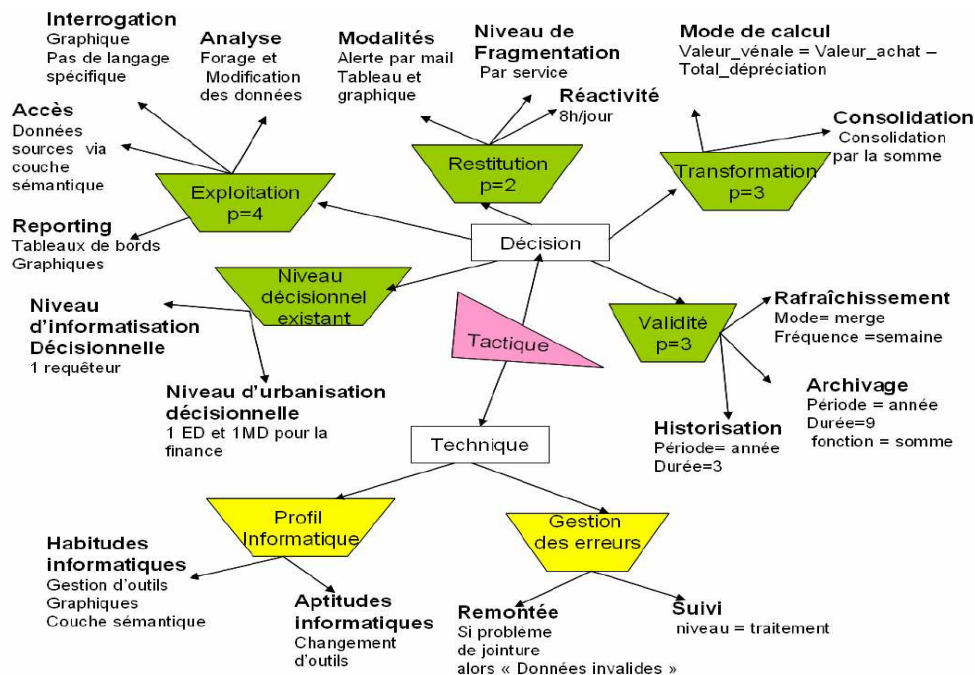 Interrogation
Graphique
Pas de langage
spécifique
Analyse
Forage et
Modification
des données
Modalités
Alerte par mail
Tableau et
graphique
Niveau de
Fragmentation
Par service
Réactivité
8h/jour
Mode de calcul
Valeur_vénale = Valeur_achat –
Total_dépréciation
Consolidation
Consolidation
par la somme
Accès
Données
sources via
couche
sémantique
Exploitation
p=4
Restitution
p=2
Transformation
p=3
Reporting
Tableaux de bords
Graphiques
Décision
Niveau
décisionnel
existant
Niveau
d'informatisation
Décisionnelle
1 requêteur
Niveau d'urbanisation
décisionnelle
1 ED et 1MD pour la
finance
Tactique
Validité
p=3
Rafraîchissement
Mode= merge
Fréquence =semaine
Archivage
Période = année
Durée=9
fonction = somme
Historisation
Période= année
Durée=3
Technique
Profil
Informatique
Gestion
des erreurs
Habitudes
informatiques
Gestion d'outils
Graphiques
Couche sémantique
Aptitudes
informatiques
Changement
d'outils
Remontée
Si problème
de jointure
alors « Données invalides »
Suivi
niveau = traitement